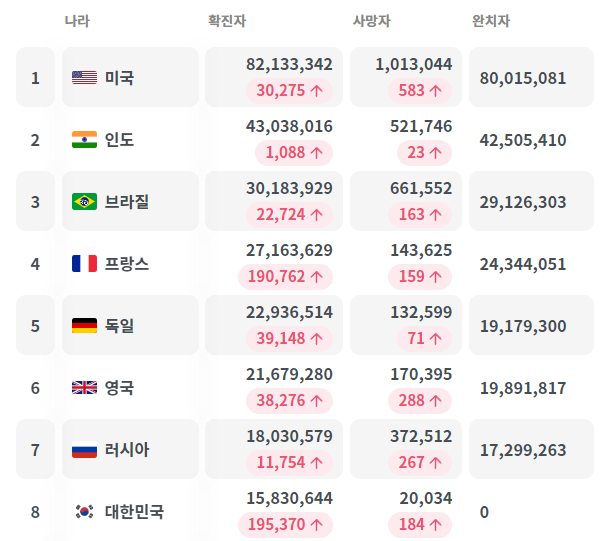 나라 확진자 사망자 완치자
1 미국 82,133,342 1,013,044 80,015,081
30,275 ↑ 583 ↑
2 인도 43,038,016 521,746 42,505,410
1,088 ↑ 23 ↑
3 브라질 30,183,929 661,552 29,126,303
22,724 ↑ 163 ↑
4 프랑스 27,163,629 143,625 24,344,051
190,762 ↑ 159 ↑
5 독일 22,936,514 132,599 19,179,300
39,148 ↑ 71 ↑
6 영국 21,679,280 170,395 19,891,817
38,276 ↑ 288 ↑
7 러시아 18,030,579 372,512 17,299,263
11,754 ↑ 267 ↑
8 대한민국 15,830,644 20,034 0
195,370 ↑ 184 ↑